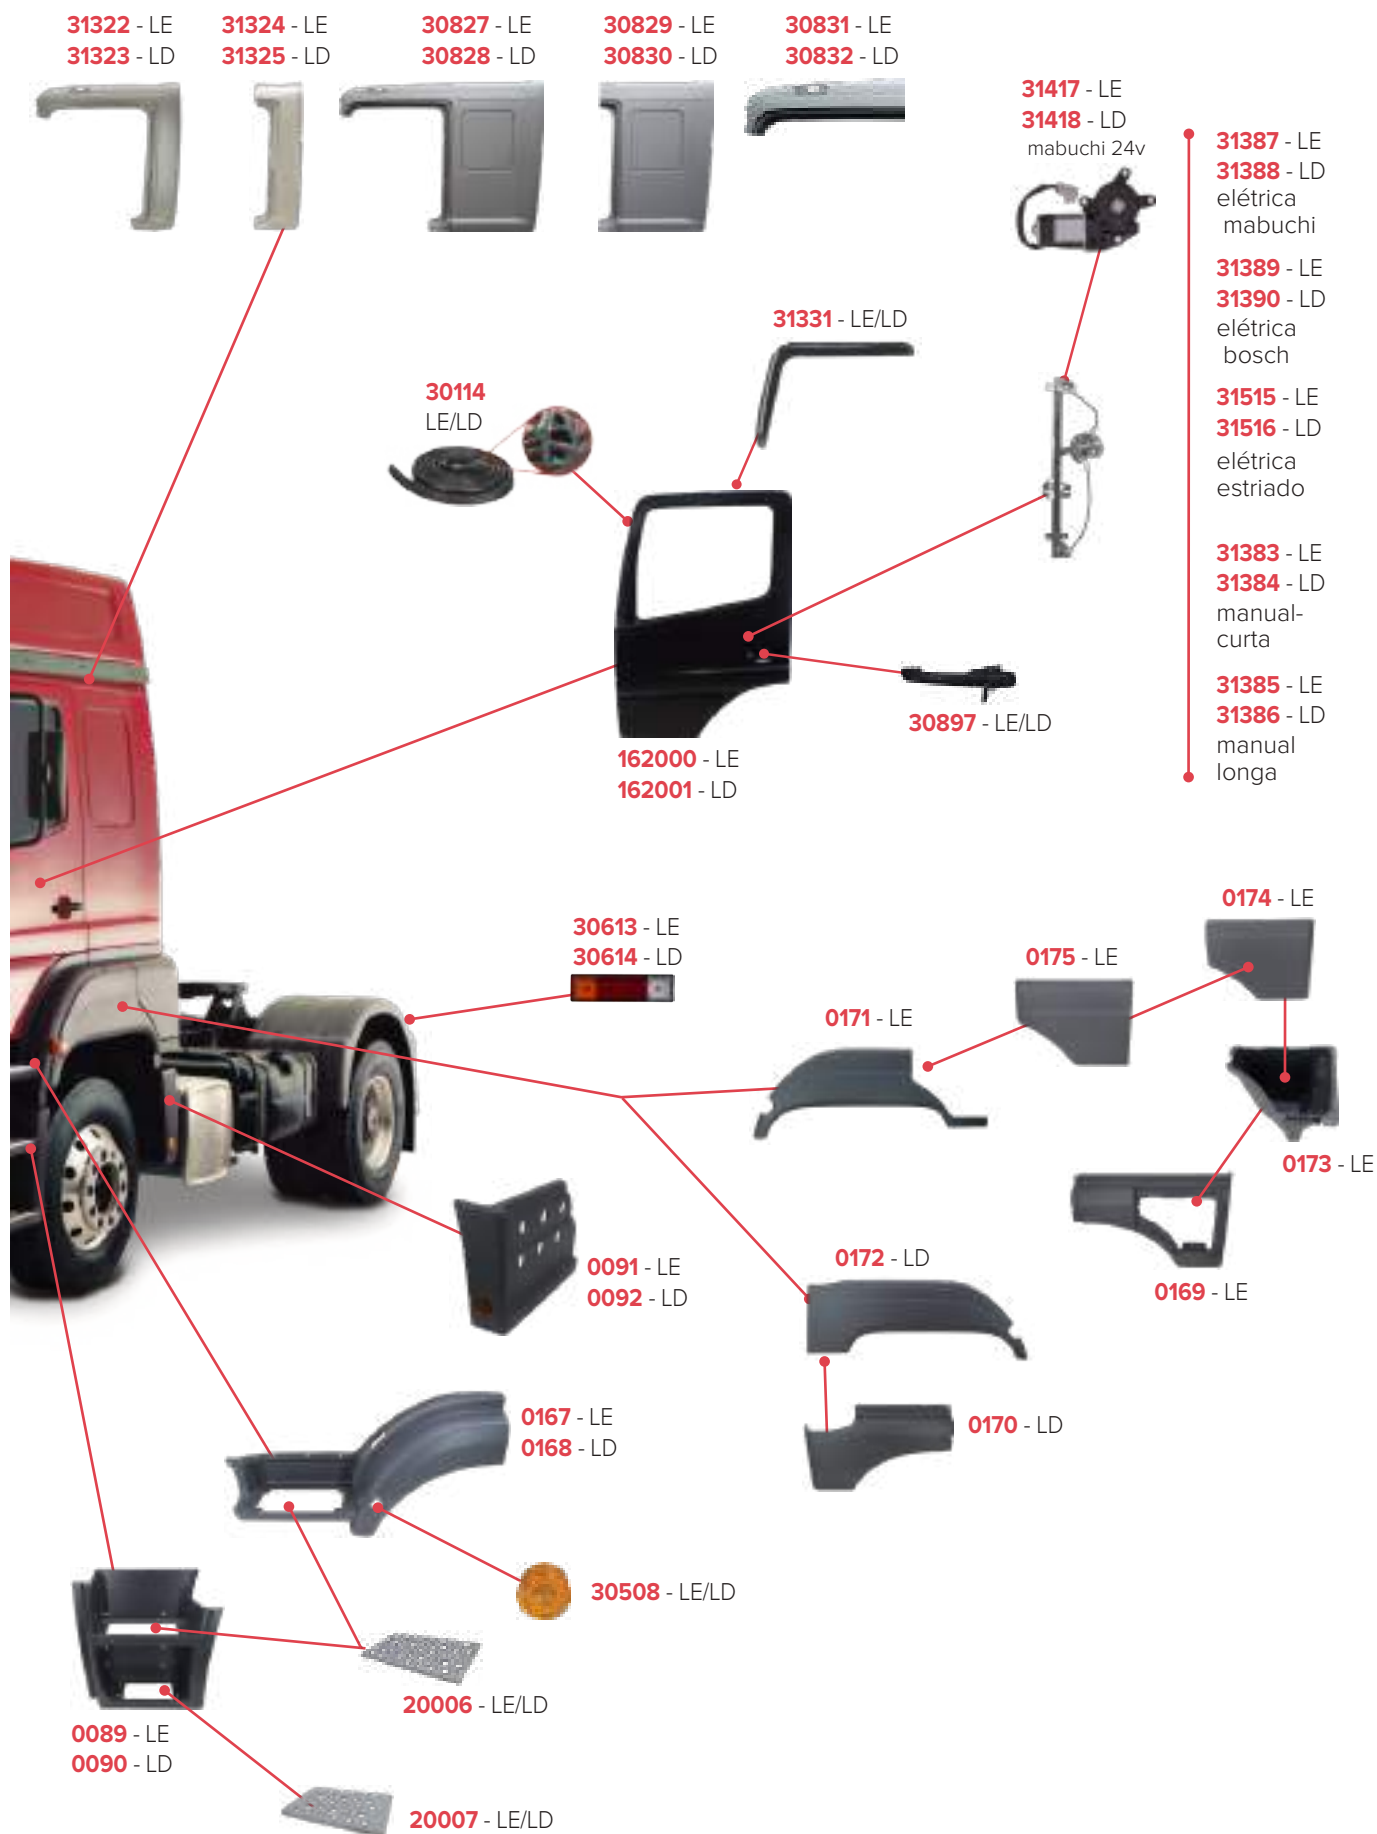 31322 - LE
31323 - LD
31324 - LE
31325 - LD
30827 - LE
30828 - LD
30829 - LE
30830 - LD
30831 - LE
30832 - LD
31417 - LE
31418 - LD
mabuchi 24v
31387 - LE
31388 - LD
elétrica
mabuchi
31389 - LE
31390 - LD
elétrica
bosch
31515 - LE
31516 - LD
elétrica
estriado
31383 - LE
31384 - LD
manual-
curta
31385 - LE
31386 - LD
manual
longa
31331 - LE/LD
30114
LE/LD
30897 - LE/LD
162000 - LE
162001 - LD
30613 - LE
30614 - LD
0174 - LE
0175 - LE
0171 - LE
0173 - LE
0169 - LE
0172 - LD
0170 - LD
0091 - LE
0092 - LD
0167 - LE
0168 - LD
30508 - LE/LD
20006 - LE/LD
0089 - LE
0090 - LD
20007 - LE/LD